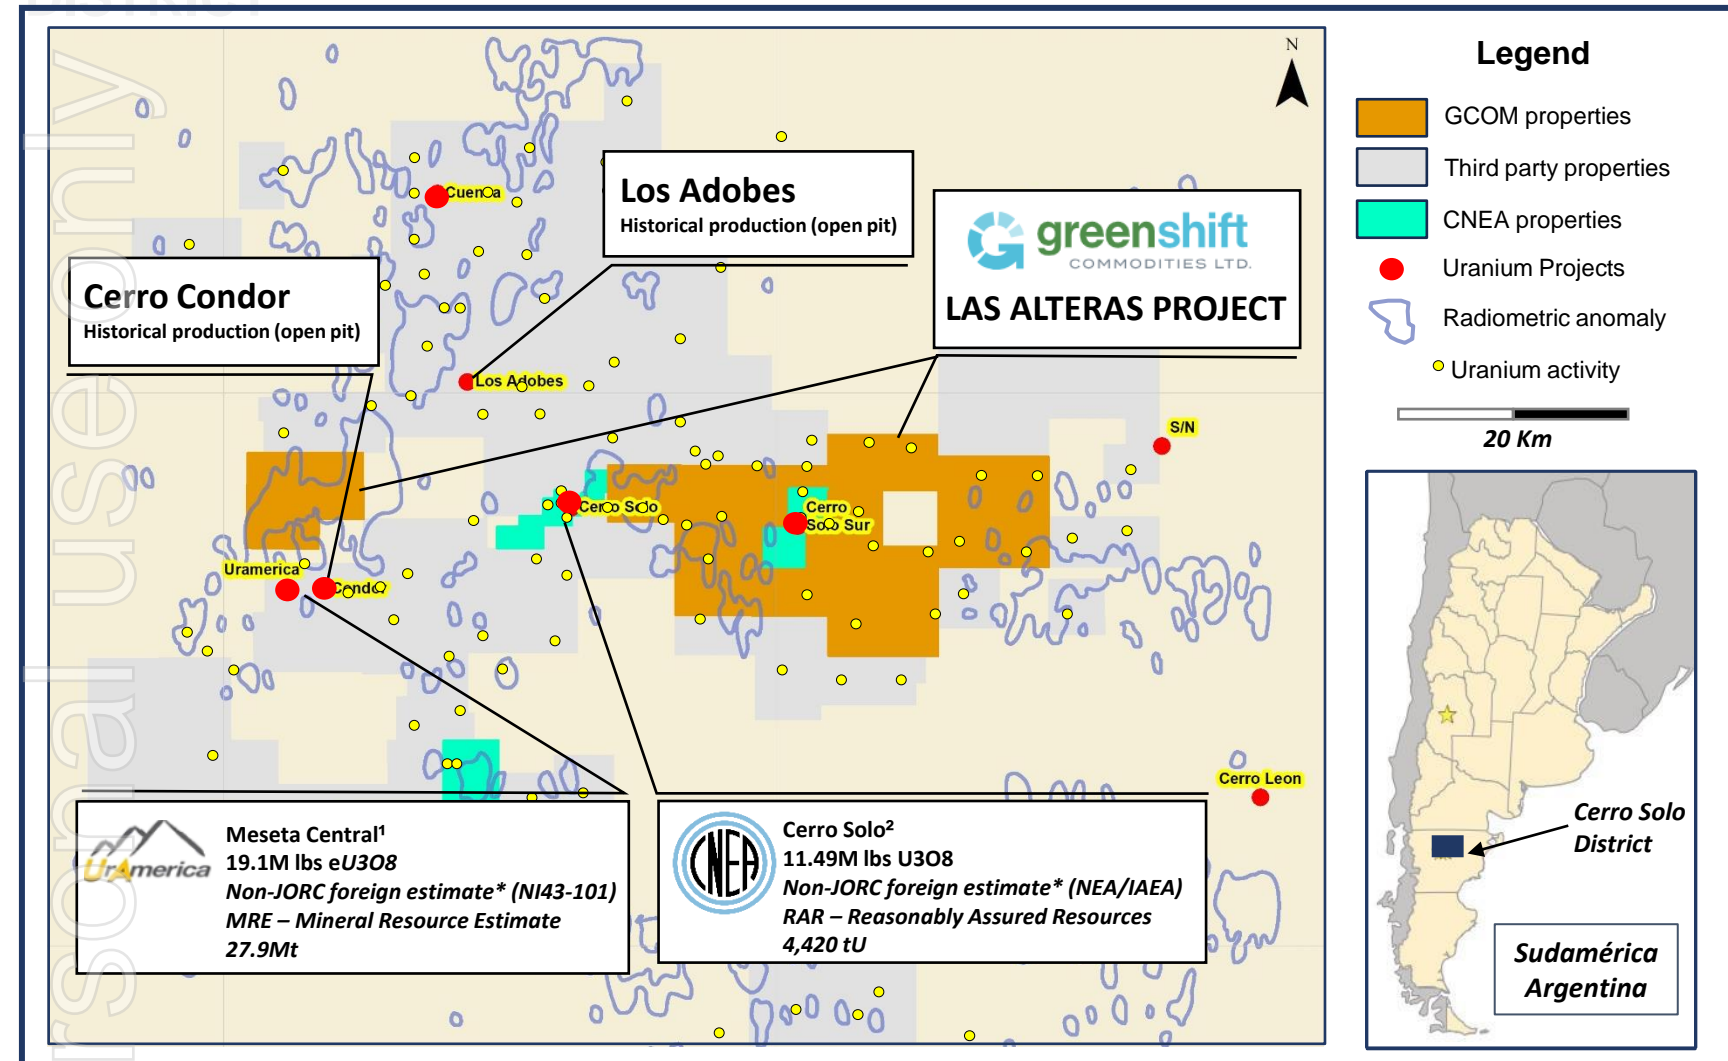 DISTRICT
rsonal use only
N
Cuenca
Los Adobes
Historical production (open pit)
greenshift
COMMODITIES LTD.
LAS ALTERAS PROJECT
Cerro Condor
Historical production (open pit)
Los Adobes
S/N
Cerro Solo
Cerro
Solo Sur
Uramerica
Condor
Cerro Leon
UrAmerica
Meseta Central¹
19.1M lbs eU3O8
Non-JORC foreign estimate* (NI43-101)
MRE – Mineral Resource Estimate
27.9Mt
CNEA
Cerro Solo²
11.49M lbs U3O8
Non-JORC foreign estimate* (NEA/IAEA)
RAR – Reasonably Assured Resources
4,420 tU
Legend
GCOM properties
Third party properties
CNEA properties
Uranium Projects
Radiometric anomaly
Uranium activity
20 Km
Cerro Solo
District
Sudamérica
Argentina